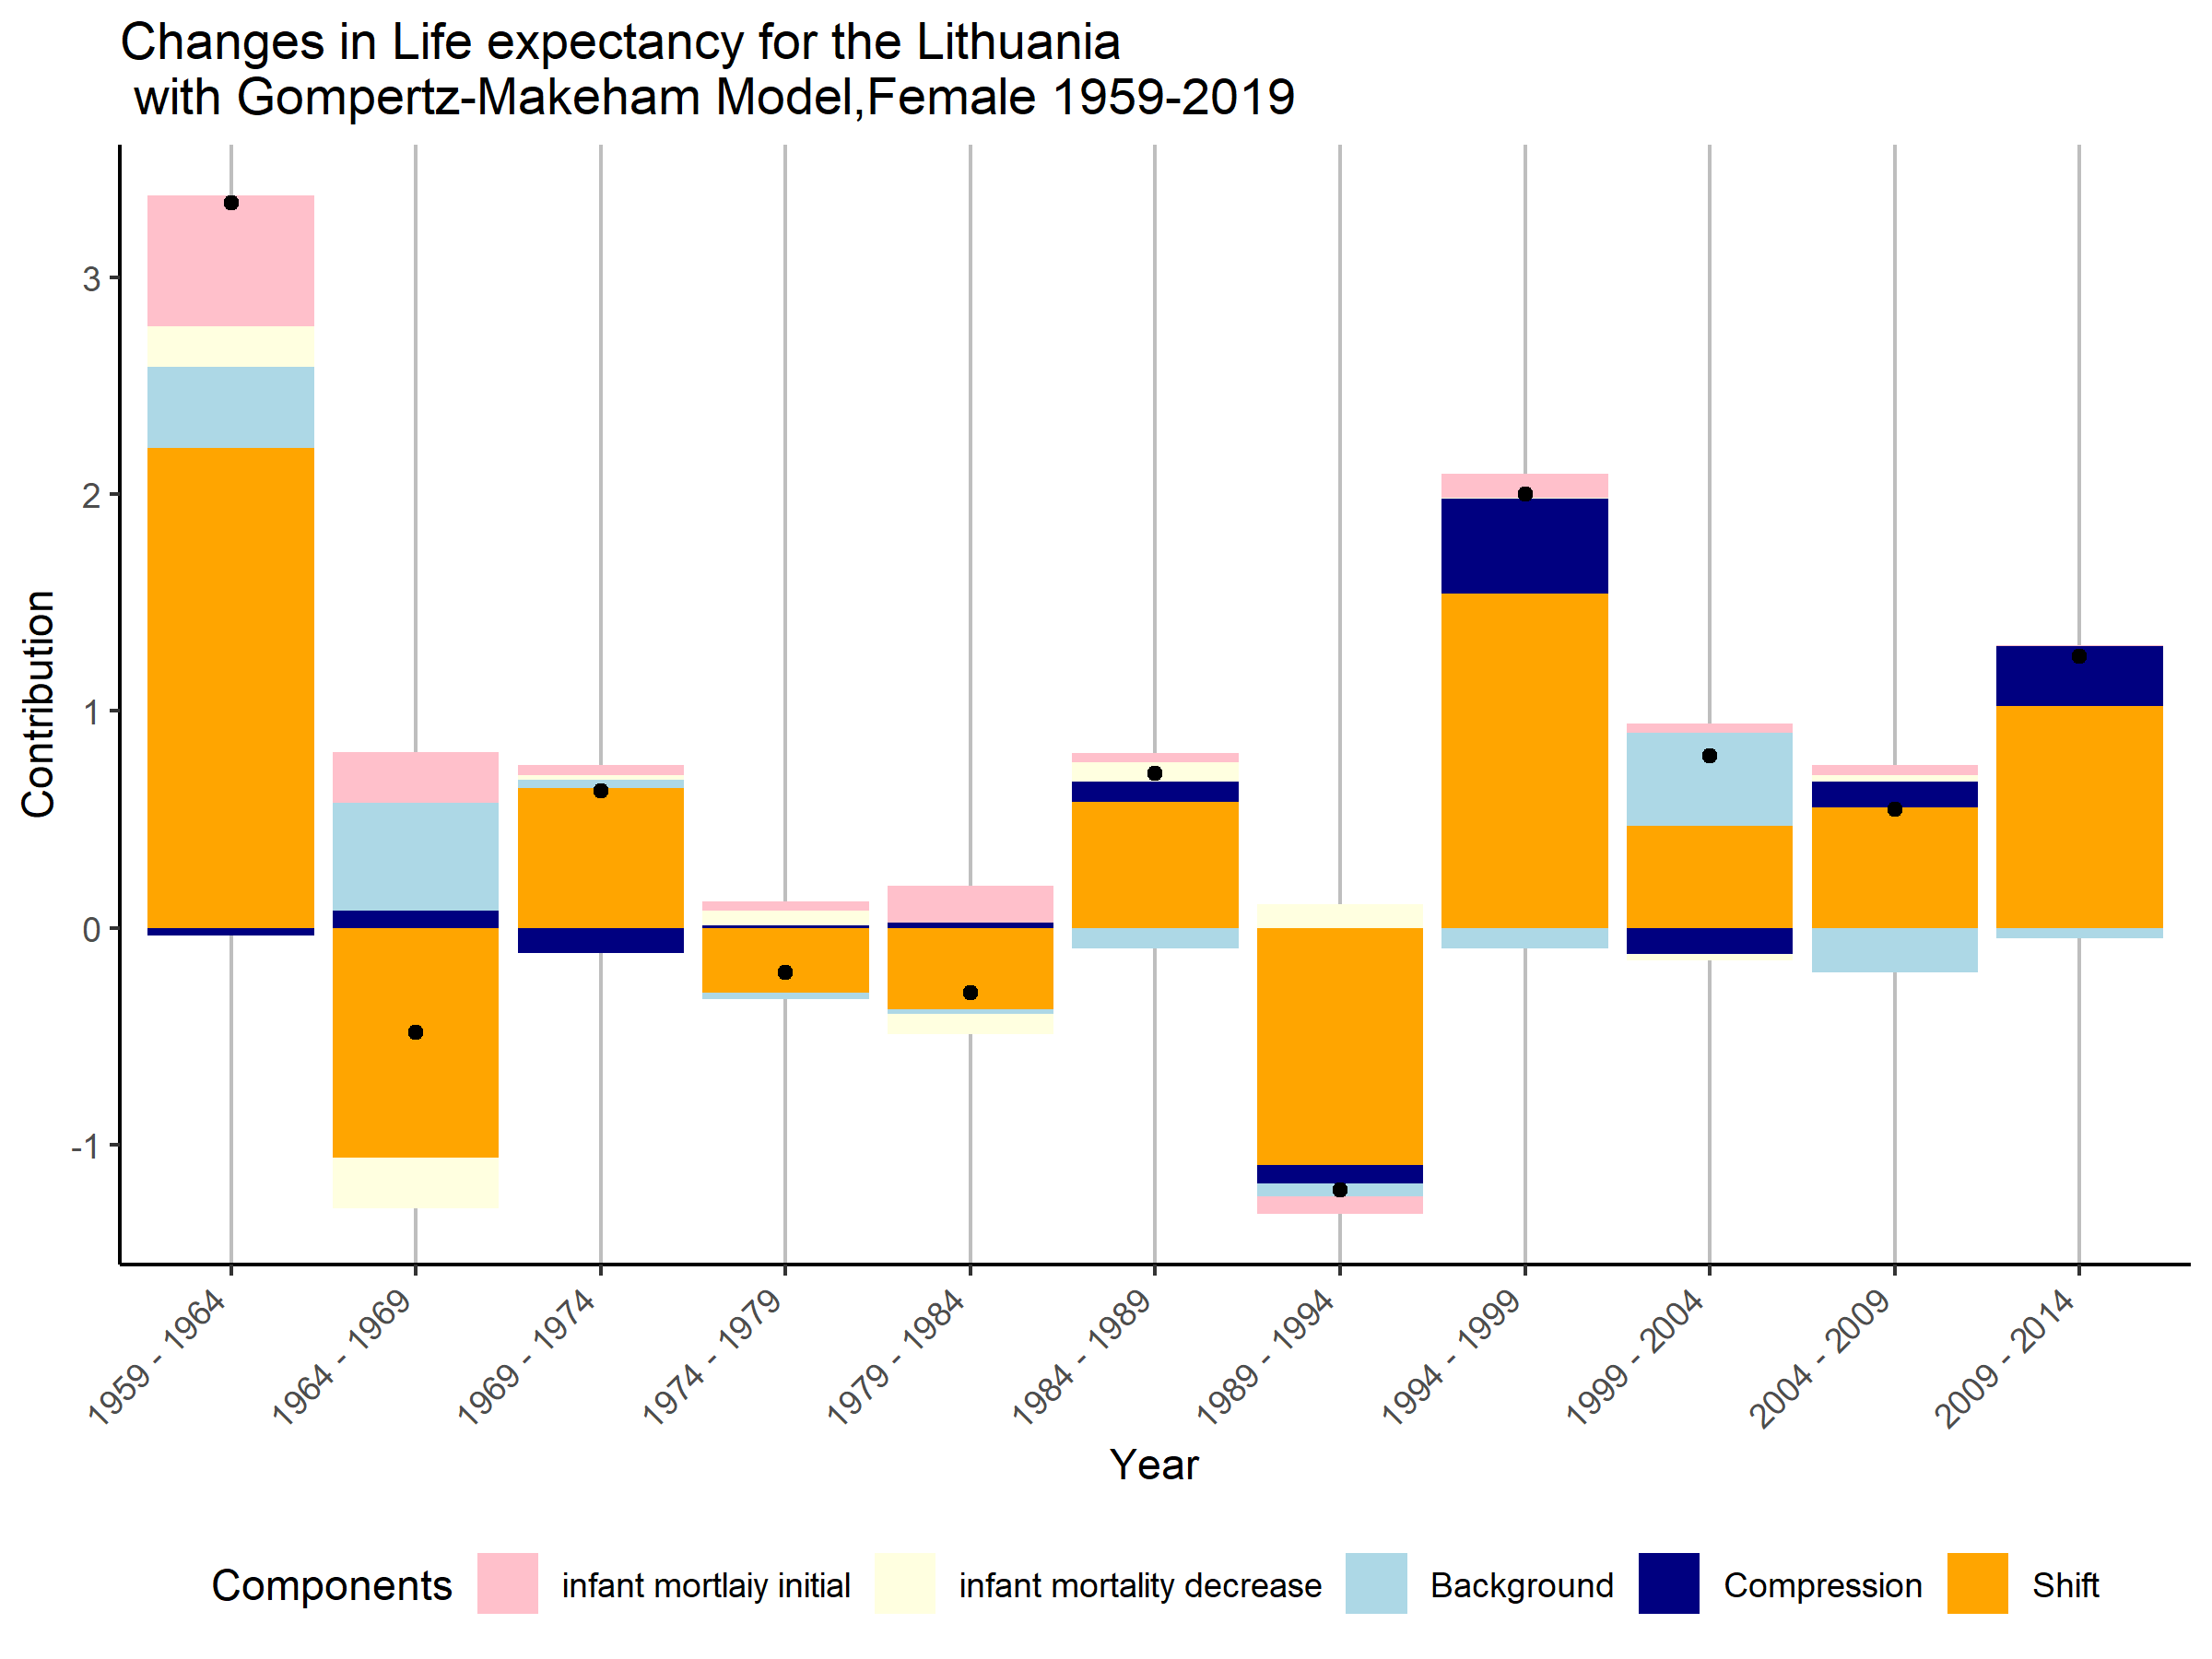 Changes in Life expectancy for the Lithuania
with Gompertz-Makeham Model,Female 1959-2019
Contribution
3
2
1
0
-1
1959 - 1964
1964 - 1969
1969 - 1974
1974 - 1979
1979 - 1984
1984 - 1989
1989 - 1994
1994 - 1999
1999 - 2004
2004 - 2009
2009 - 2014
Year
Components infant mortlaiy initial infant mortality decrease Background Compression Shift